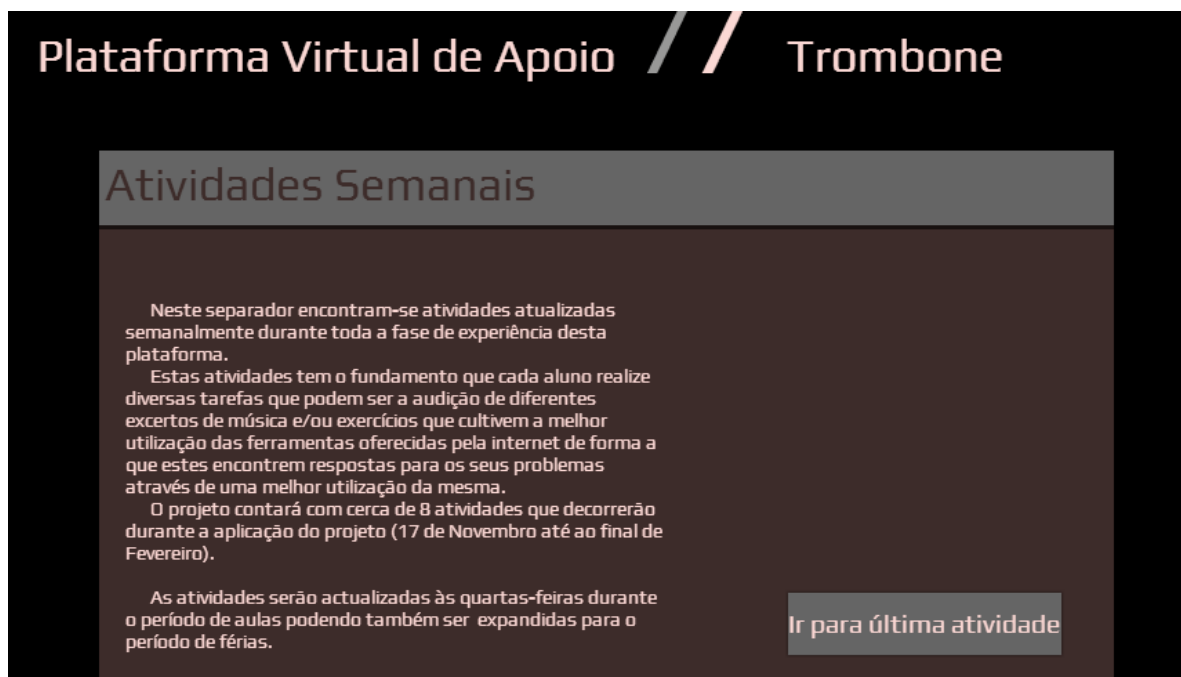 Plataforma Virtual de Apoio // Trombone
Atividades Semanais
Neste separador encontram-se atividades atualizadas
semanalmente durante toda a fase de experiência desta
plataforma.
Estas atividades tem o fundamento que cada aluno realize
diversas tarefas que podem ser a audição de diferentes
excertos de música e/ou exercícios que cultivem a melhor
utilização das ferramentas oferecidas pela internet de forma a
que estes encontrem respostas para os seus problemas
através de uma melhor utilização da mesma.
O projeto contará com cerca de 8 atividades que decorrerão
durante a aplicação do projeto (17 de Novembro até ao final de
Fevereiro).
As atividades serão actualizadas às quartas-feiras durante
o período de aulas podendo também ser expandidas para o
período de férias.
Ir para última atividade